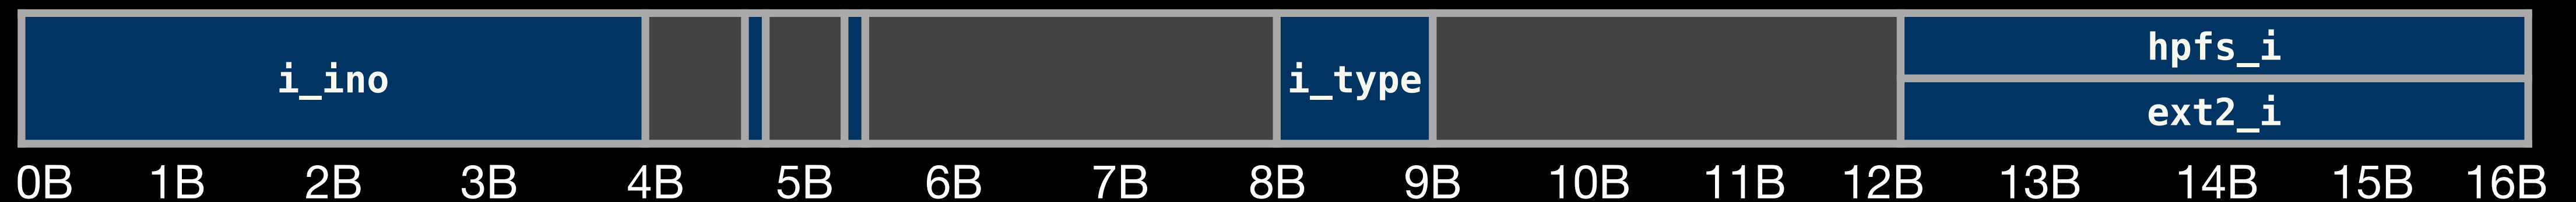 i_ino
i_type
hpfs_i
ext2_i
0B 1B 2B 3B 4B 5B 6B 7B 8B 9B 10B 11B 12B 13B 14B 15B 16B